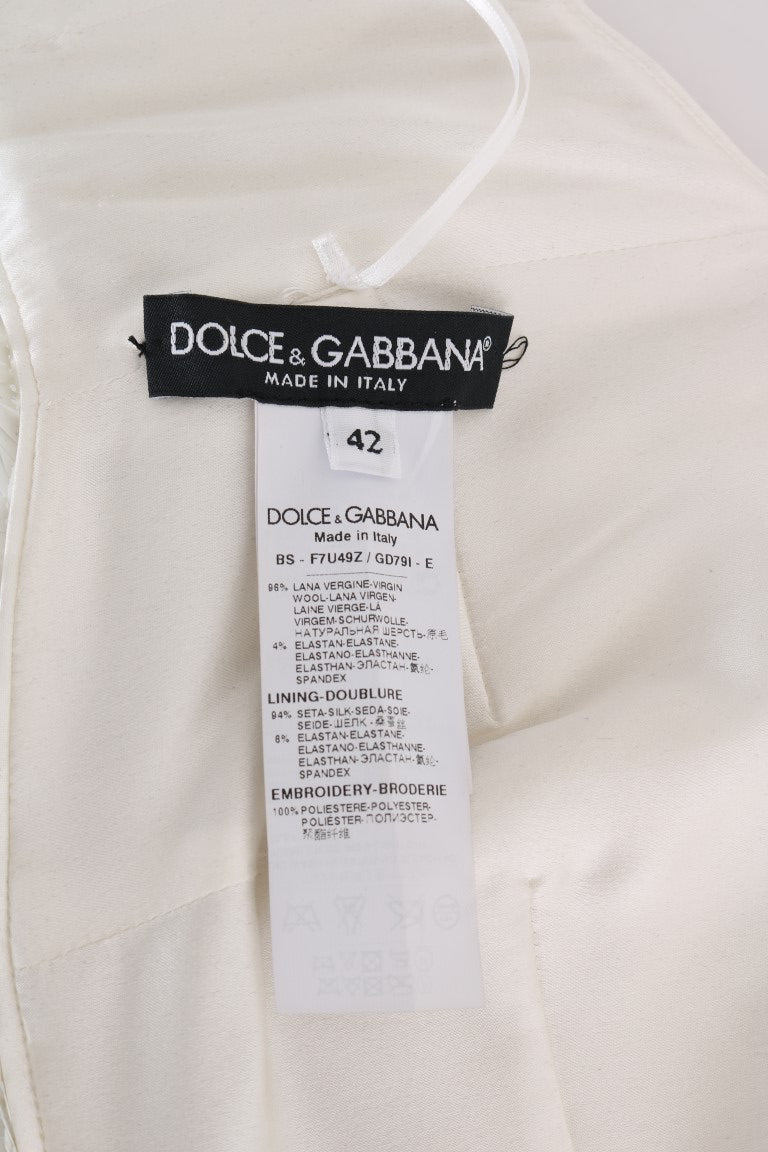 DOLCE & GABBANA®
MADE IN ITALY
42
DOLCE & GABBANA
Made in Italy
BS - F7U49Z / GD79I - E
96% LANA VERGINE-VIRGIN
WOOL-LANA VIRGEN-
LAINE VIERGE-LÃ
VIRGEM-SCHURWOLLE-
НАТУРАЛЬНАЯ ШЕРСТЬ-原毛
4% ELASTAN-ELASTANE-
ELASTANO-ELASTHANNE-
ELASTHAN-ЭЛАСТАН-氨纶-
SPANDEX
LINING-DOUBLURE
94% SETA-SILK-SEDA-SOIE-
SEIDE-ШЕЛК-桑蚕丝
6% ELASTAN-ELASTANE-
ELASTANO-ELASTHANNE-
ELASTHAN-ЭЛАСТАН-氨纶-
SPANDEX
EMBROIDERY-BRODERIE
100% POLIESTERE-POLYESTER-
POLIÉSTER-ПОЛИЭСТЕР-
聚酯纤维